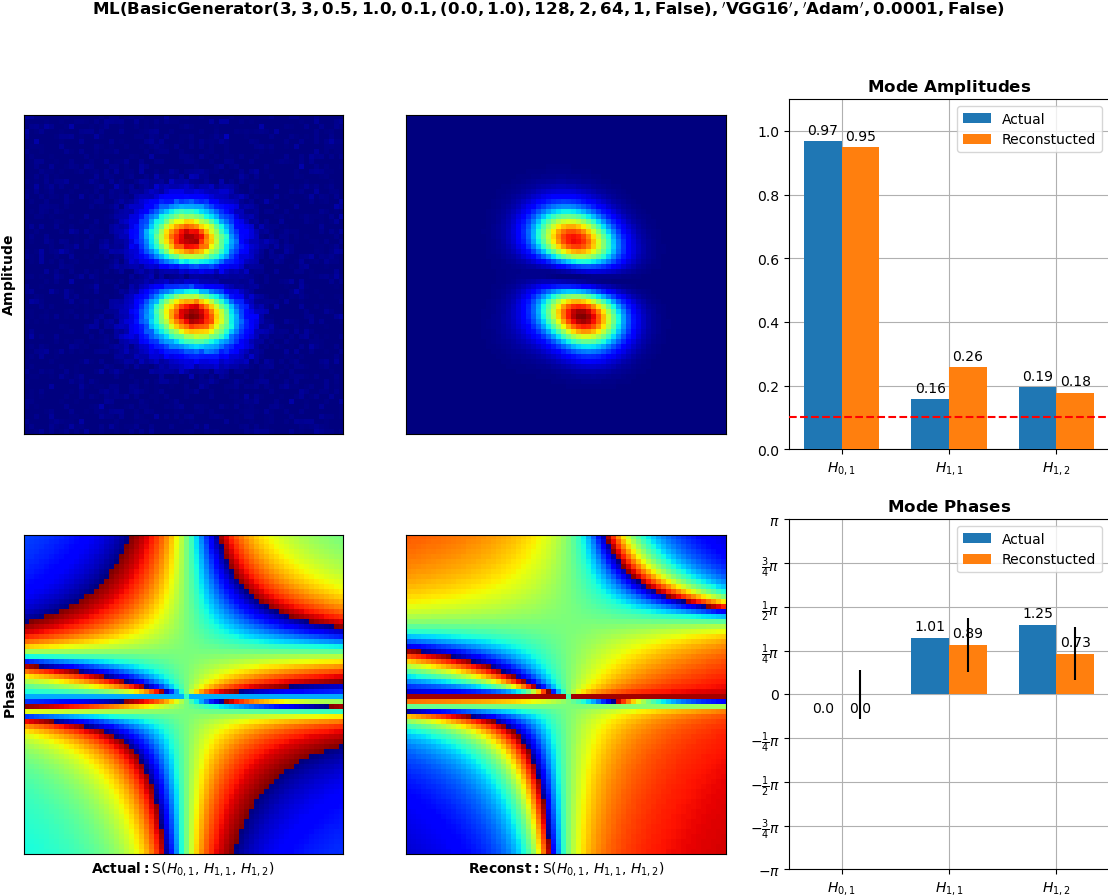 ML(BasicGenerator(3, 3, 0.5, 1.0, 0.1, (0.0, 1.0), 128, 2, 64, 1, False), ′VGG16′, ′Adam′, 0.0001, False)
Amplitude
Mode Amplitudes
Actual
Reconstucted
1.0
0.8
0.6
0.4
0.2
0.0
0.97
0.95
0.16
0.26
0.19
0.18
H₀,₁
H₁,₁
H₁,₂
Phase
Actual: S(H₀,₁, H₁,₁, H₁,₂)
Reconst: S(H₀,₁, H₁,₁, H₁,₂)
Mode Phases
Actual
Reconstucted
π
3/4π
1/2π
1/4π
0
−1/4π
−1/2π
−3/4π
−π
0.0
0.0
1.01
0.89
1.25
0.73
H₀,₁
H₁,₁
H₁,₂